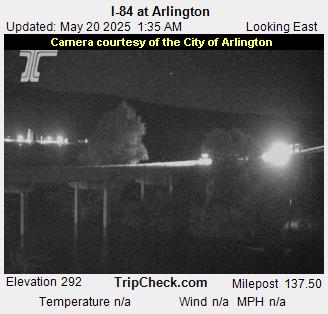 I-84 at Arlington
Updated: May 20 2025 1:35 AM Looking East
Camera courtesy of the City of Arlington
Elevation 292 TripCheck.com Milepost 137.50
Temperature n/a Wind n/a MPH n/a